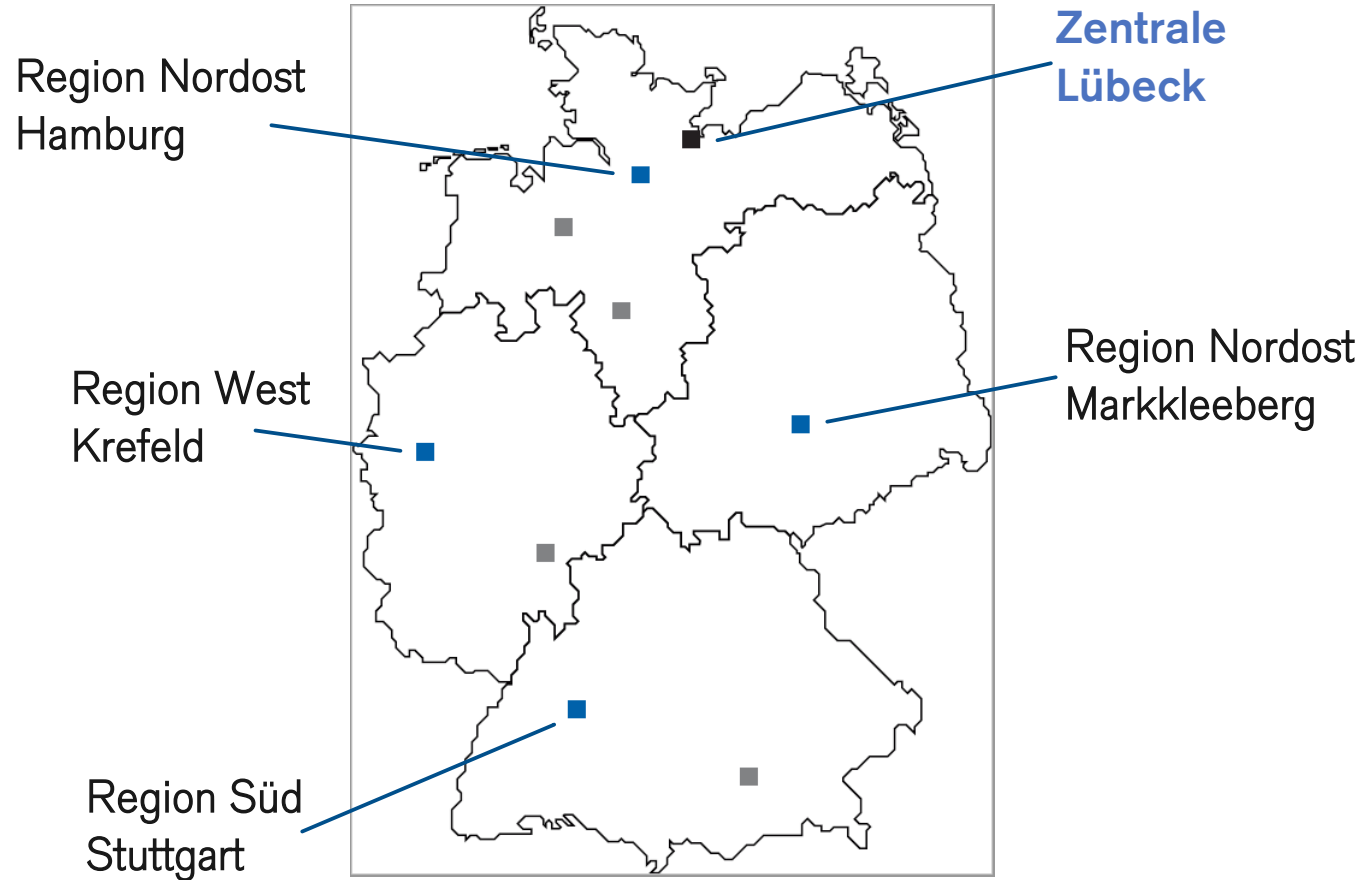 Zentrale
Lübeck
Region Nordost
Hamburg
Region Nordost
Markkleeberg
Region West
Krefeld
Region Süd
Stuttgart